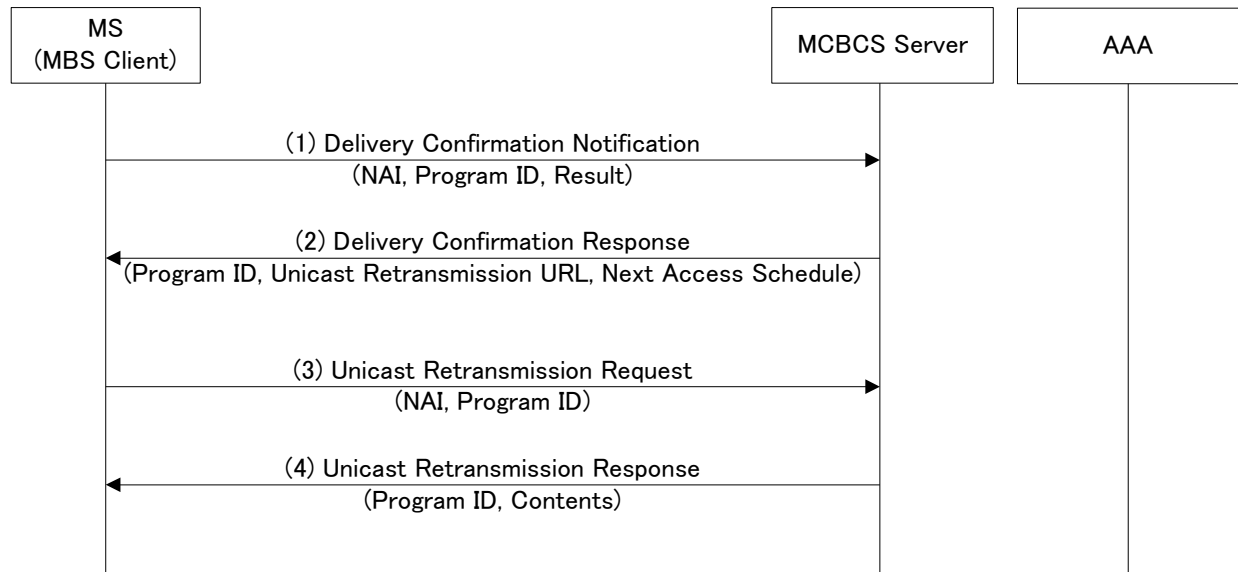 MS
(MBS Client)
MCBCS Server
AAA
(1) Delivery Confirmation Notification
(NAI, Program ID, Result)
(2) Delivery Confirmation Response
(Program ID, Unicast Retransmission URL, Next Access Schedule)
(3) Unicast Retransmission Request
(NAI, Program ID)
(4) Unicast Retransmission Response
(Program ID, Contents)